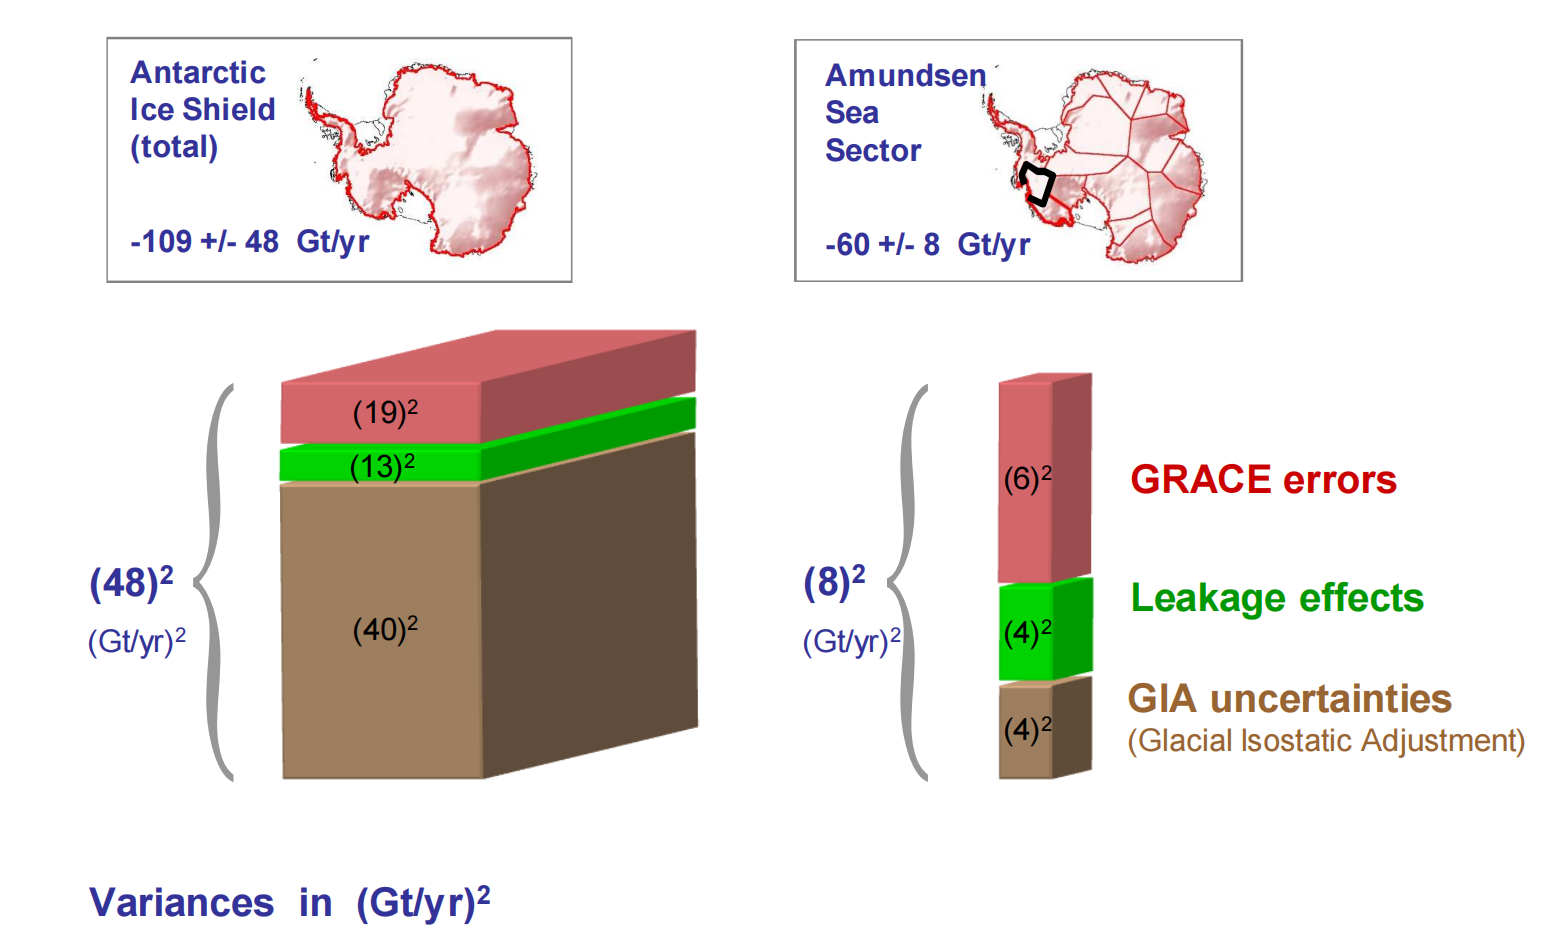 Antarctic
Ice Shield
(total)
-109 +/- 48 Gt/yr
Amundsen
Sea
Sector
-60 +/- 8 Gt/yr
(19)²
(13)²
(40)²
(48)²
(Gt/yr)²
(6)²
(4)²
(4)²
(8)²
(Gt/yr)²
GRACE errors
Leakage effects
GIA uncertainties
(Glacial Isostatic Adjustment)
Variances in (Gt/yr)²